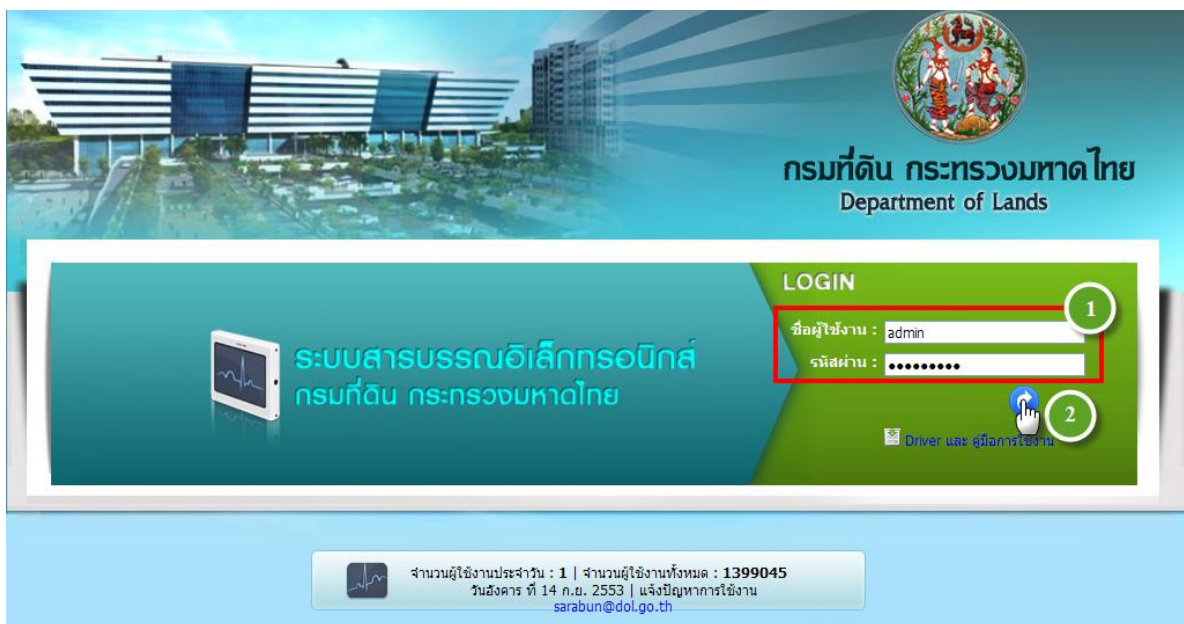 กรมที่ดิน กระทรวงมหาดไทย
Department of Lands
LOGIN
1
ชื่อผู้ใช้งาน : admin
รหัสผ่าน : •••••••••
2
Driver และ คู่มือการใช้งาน
ระบบสารบรรณอิเล็กทรอนิกส์
กรมที่ดิน กระทรวงมหาดไทย
จำนวนผู้ใช้งานประจำวัน : 1 | จำนวนผู้ใช้งานทั้งหมด : 1399045
วันอังคาร ที่ 14 ก.ย. 2553 | แจ้งปัญหาการใช้งาน
sarabun@dol.go.th